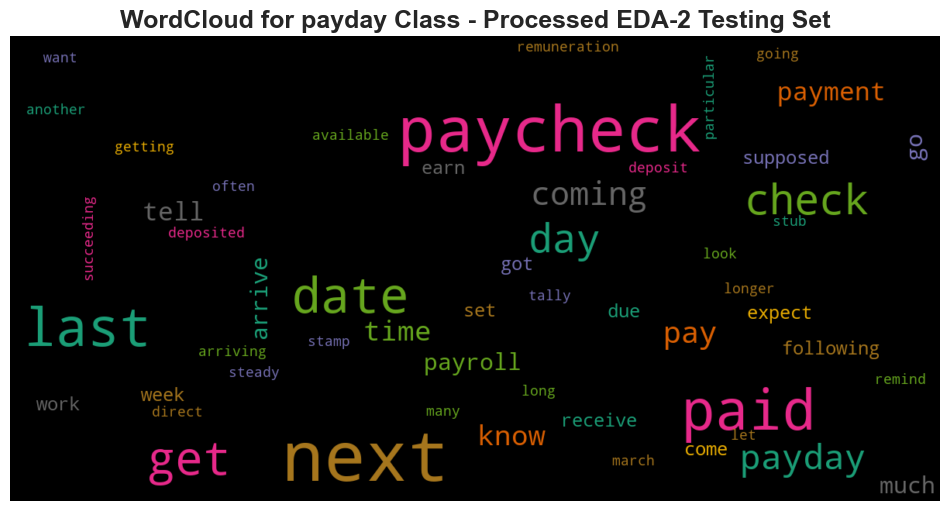 WordCloud for payday Class - Processed EDA-2 Testing Set
want
remuneration
going
another
particular
payment
paycheck
available
getting
go
supposed
earn
deposit
often
coming
check
succeeding
tell
stub
deposited
day
look
arrive
got
date
tally
longer
last
set
due
expect
time
stamp
pay
arriving
following
payroll
steady
remind
week
long
work
direct
many
paid
receive
know
let
get
next
come
payday
march
much